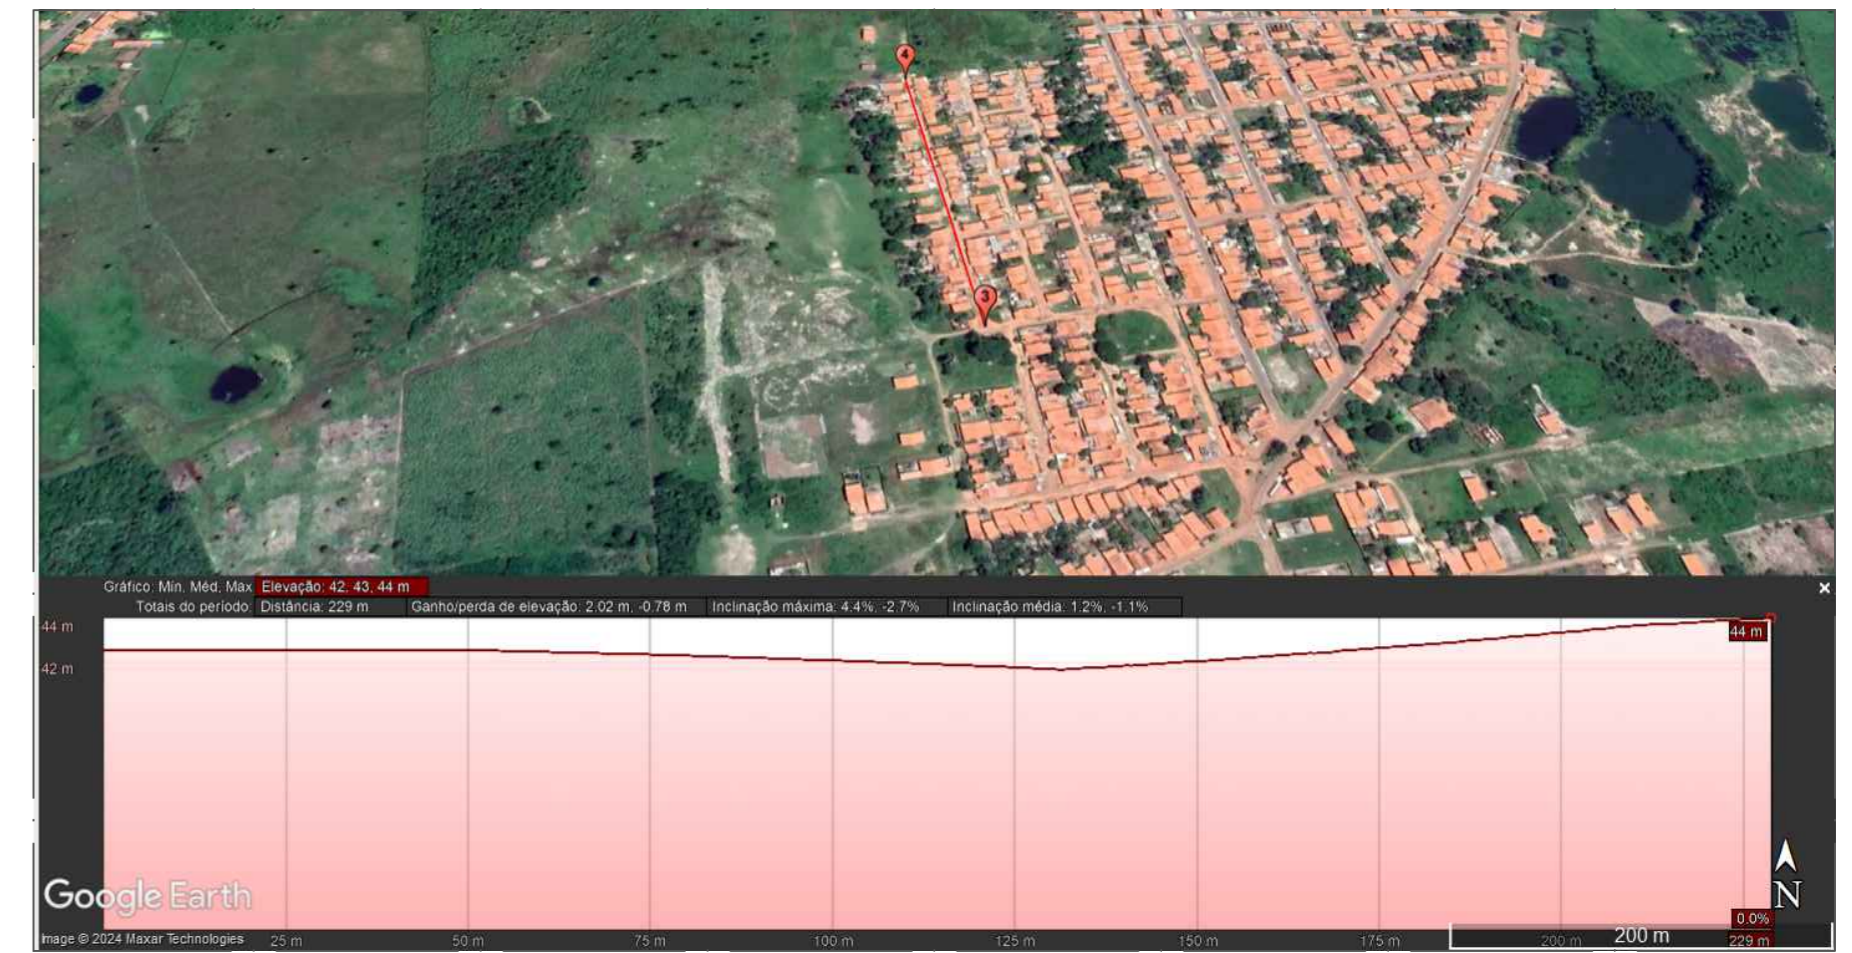 4
3
Gráfico: Mín. Méd. Max Elevação: 42, 43, 44 m
Totais do período: Distância: 229 m Ganho/perda de elevação: 2.02 m, -0.78 m Inclinação máxima: 4.4%, -2.7% Inclinação média: 1.2%, -1.1%
44 m
44 m
42 m
Google Earth
N
0.0%
Image © 2024 Maxar Technologies
25 m 50 m 75 m 100 m 125 m 150 m 175 m 200 m 200 m 229 m